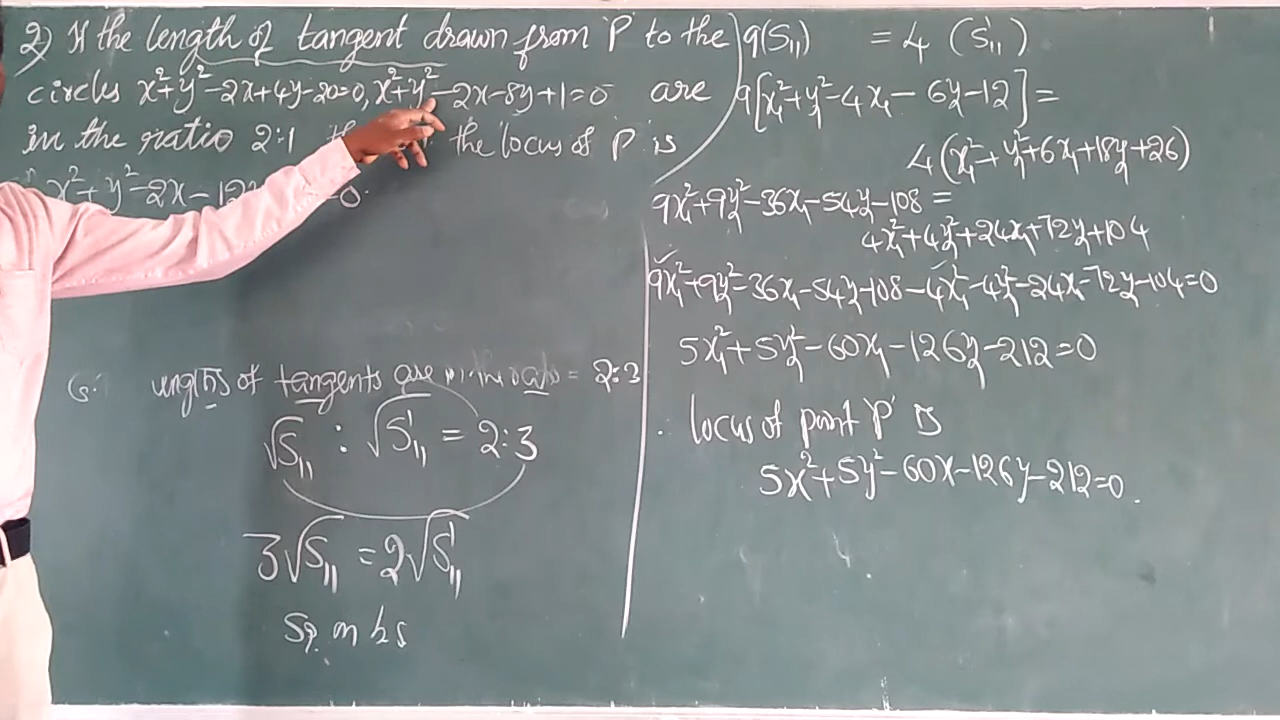 2) If the length of tangent drawn from P to the
circles x²+y²-2x+4y-20=0, x²+y²-2x-8y+1=0 are
in the ratio 2:1 the locus of P is
x²+y²-2x-12 =0.
lengths of tangents are in the ratio = 2:3
√S₁₁ : √S'₁₁ = 2:3
3√S₁₁ = 2√S'₁₁
Sq. on bs
9(S₁₁) = 4 (S'₁₁)
9[x₁²+y₁²-4x₁-6y₁-12] =
4(x₁²+y₁²+6x₁+18y₁+26)
9x₁²+9y₁²-36x₁-54y₁-108 =
4x₁²+4y₁²+24x₁+72y₁+104
9x₁²+9y₁²-36x₁-54y₁-108-4x₁²-4y₁²-24x₁-72y₁-104=0
5x₁²+5y₁²-60x₁-126y₁-212=0
∴ locus of point 'P' is
5x²+5y²-60x-126y-212=0.